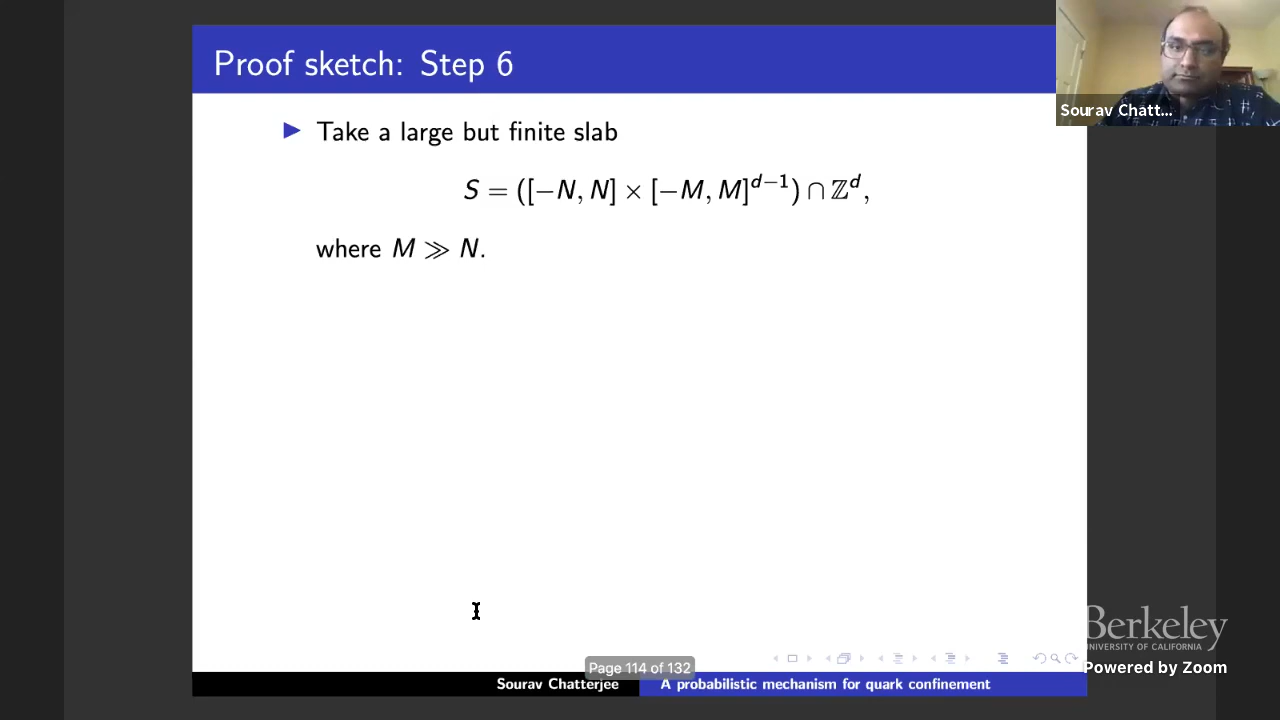 Proof sketch: Step 6
Sourav Chatt...
▶ Take a large but finite slab
S = ([−N, N] × [−M, M]^{d−1}) ∩ ℤ^d,
where M ≫ N.
Berkeley
UNIVERSITY OF CALIFORNIA
Page 114 of 132
Powered by Zoom
Sourav Chatterjee
A probabilistic mechanism for quark confinement